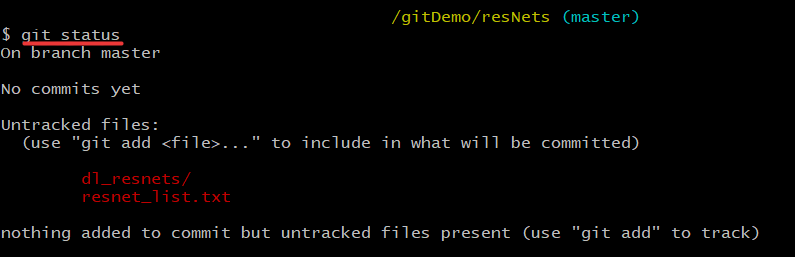 /gitDemo/resNets (master)
$ git status
On branch master
No commits yet
Untracked files:
(use "git add <file>..." to include in what will be committed)
dl_resnets/
resnet_list.txt
nothing added to commit but untracked files present (use "git add" to track)